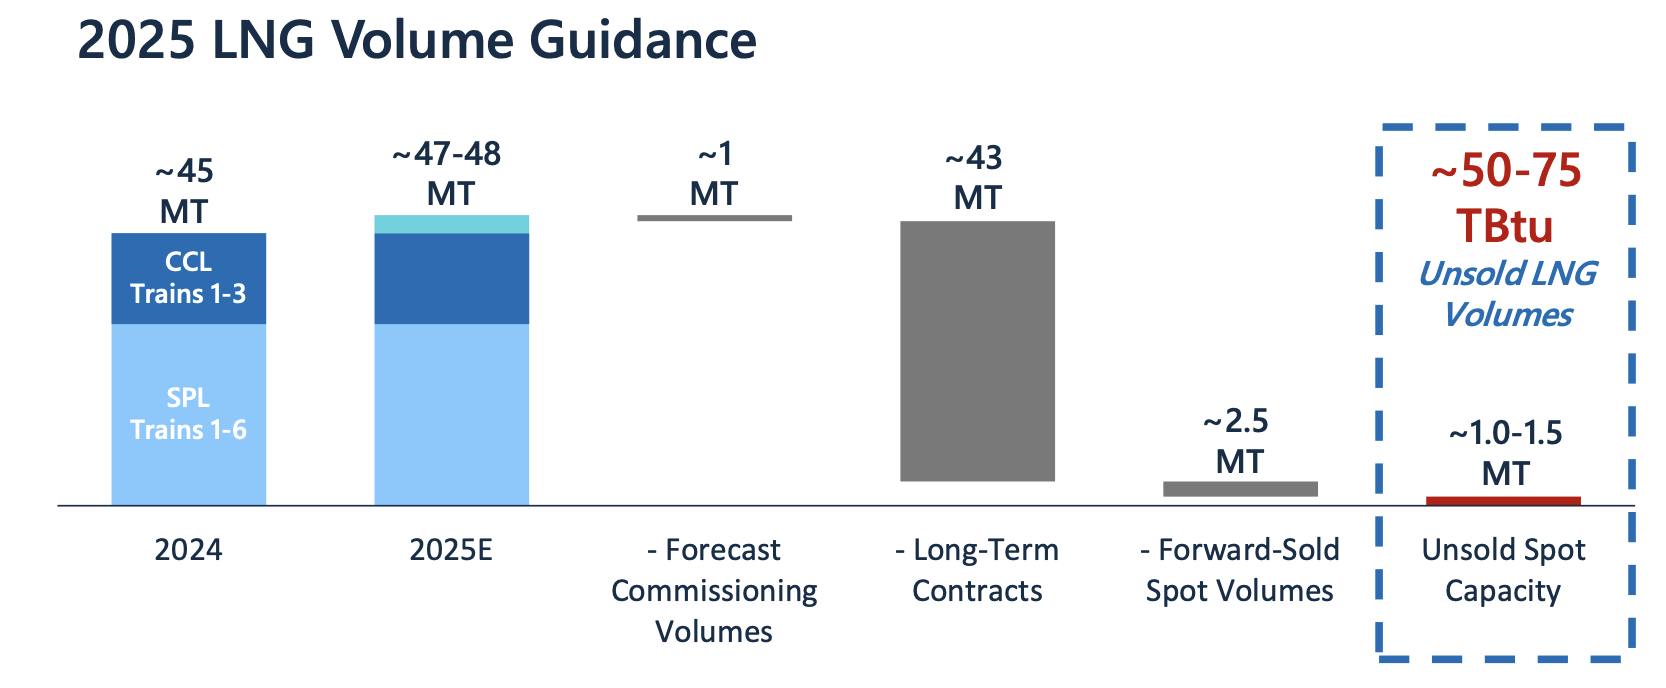 2025 LNG Volume Guidance
~45
MT
CCL
Trains 1-3
SPL
Trains 1-6
2024
~47-48
MT
2025E
~1
MT
- Forecast
Commissioning
Volumes
~43
MT
- Long-Term
Contracts
~2.5
MT
- Forward-Sold
Spot Volumes
~50-75
TBtu
Unsold LNG
Volumes
~1.0-1.5
MT
Unsold Spot
Capacity